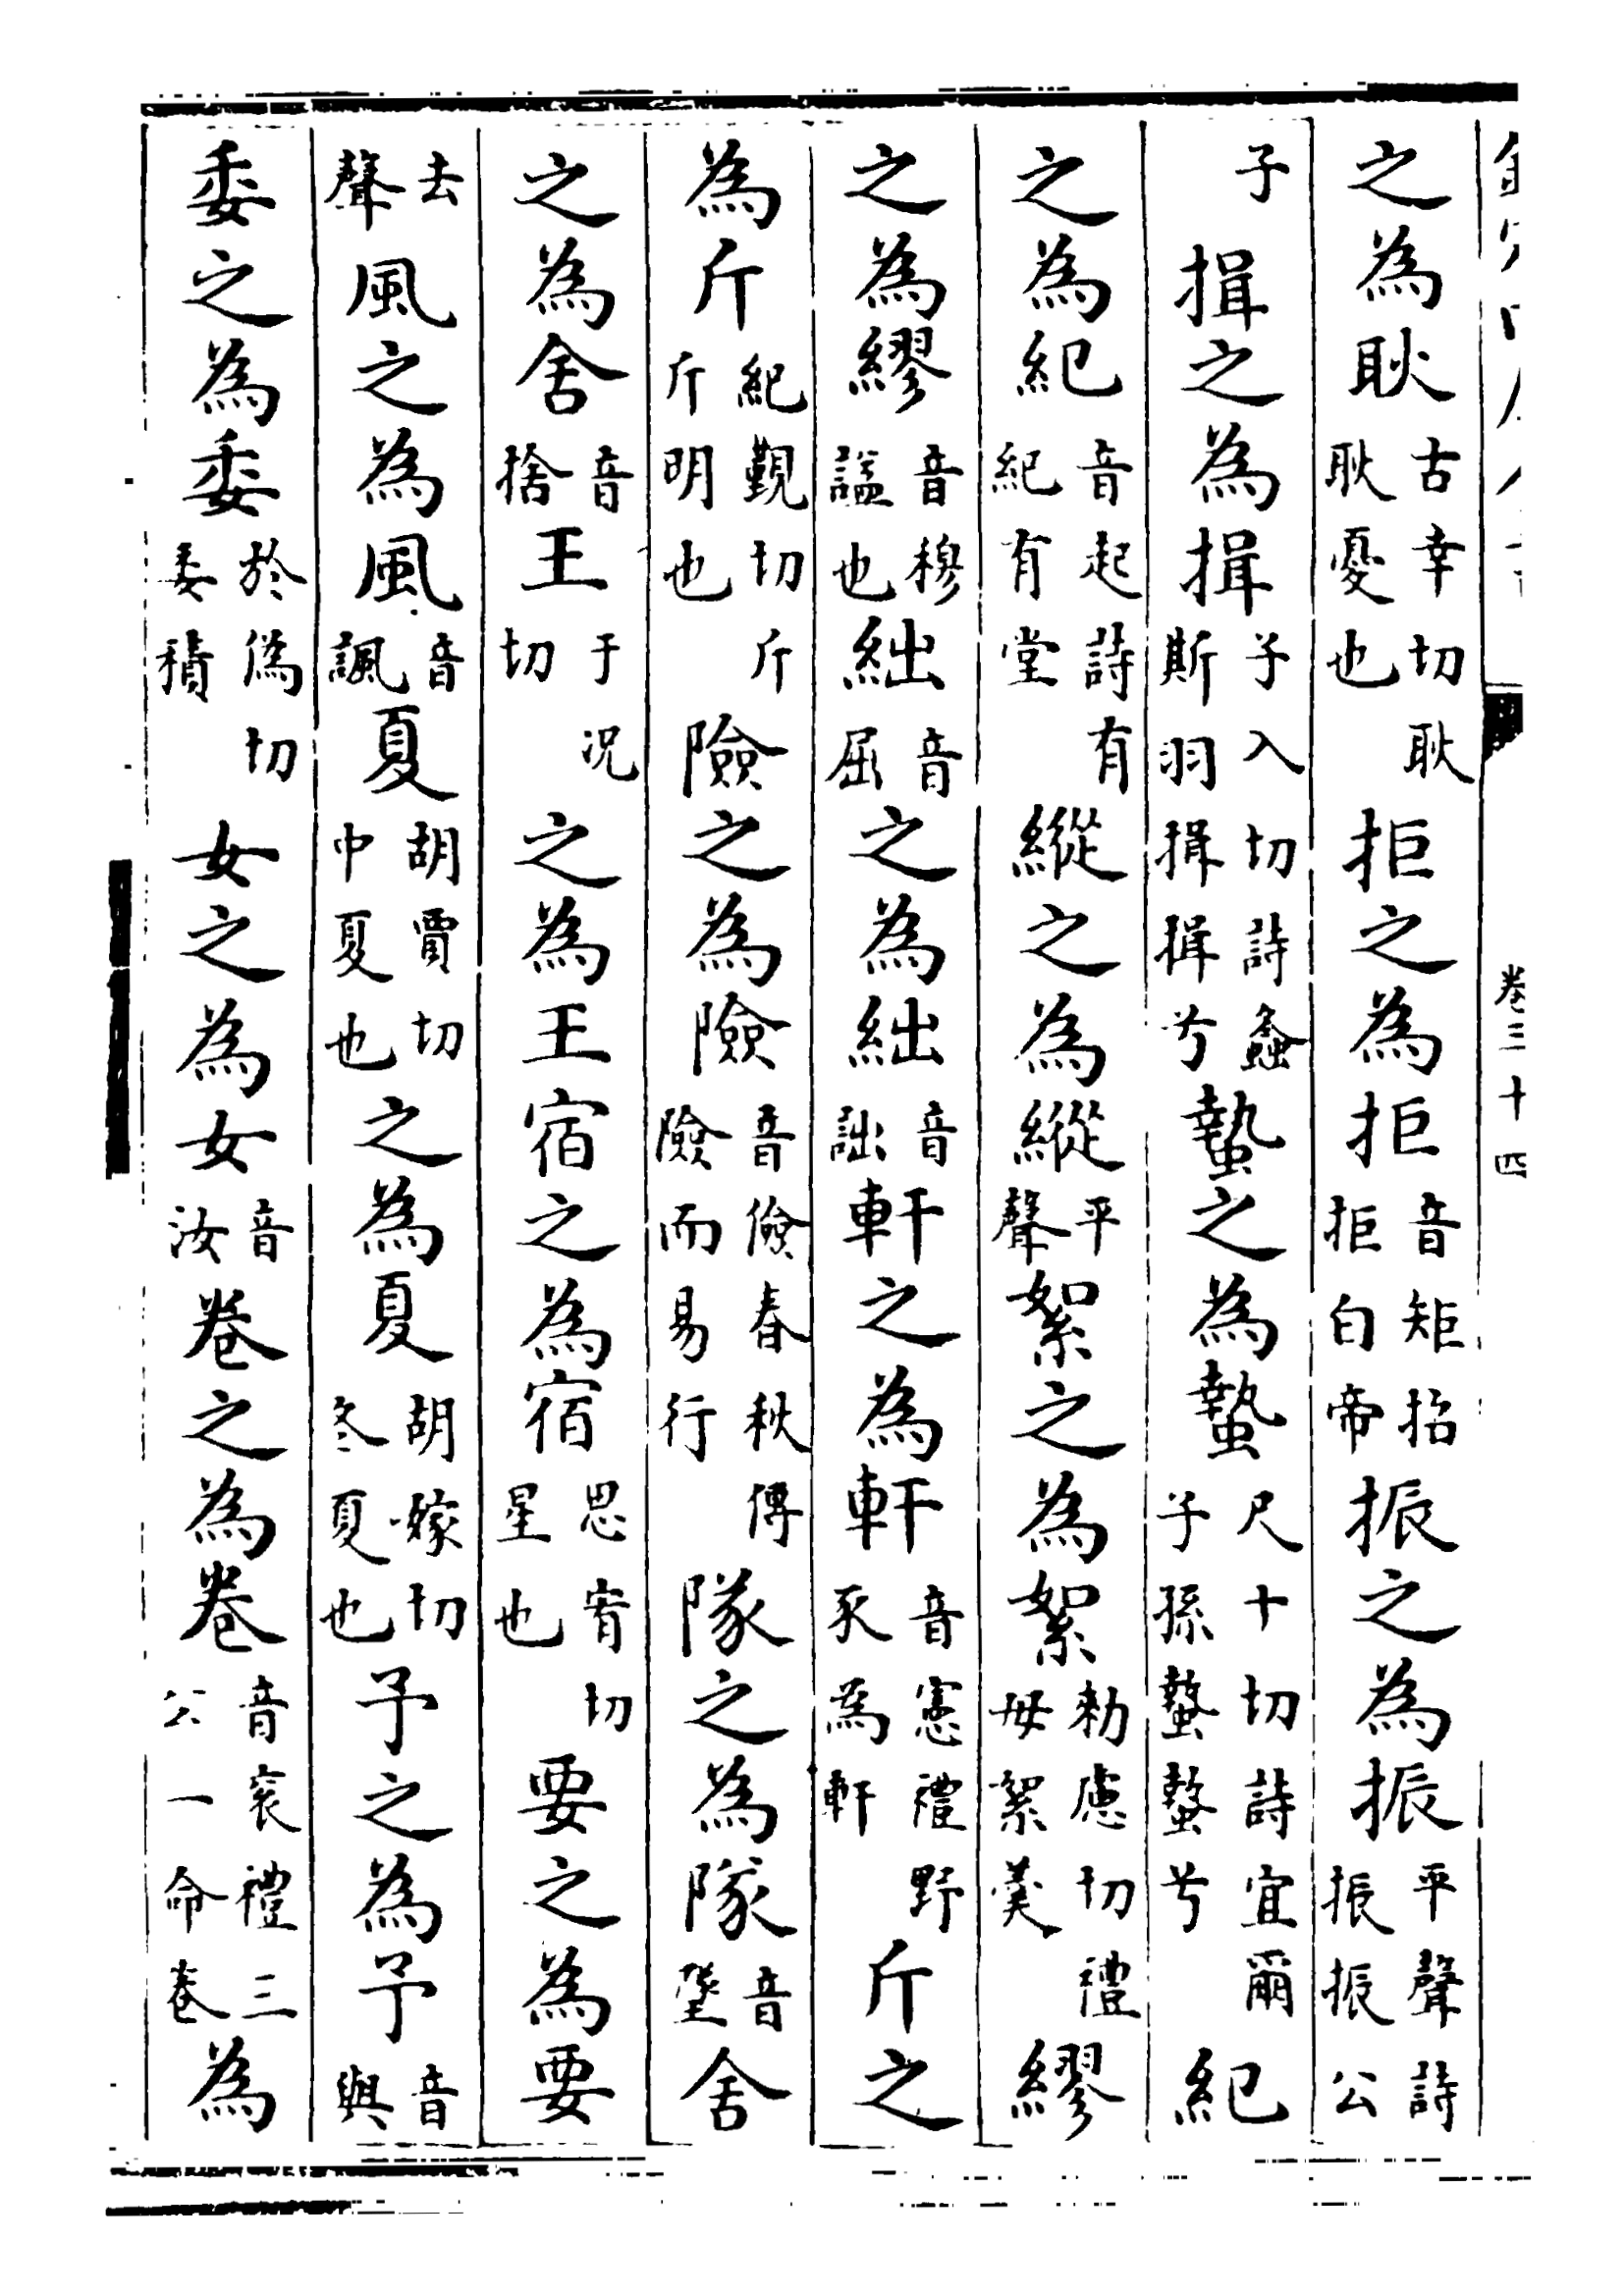 卷三十四
之為耿古幸切耿耿憂也拒之為拒音矩招拒白帝振之為振平聲詩振振公
子揖之為揖子入切詩螽斯羽揖揖兮蟄之為蟄尺十切詩宜爾子孫蟄蟄兮紀
之為紀音起詩有紀有堂縱之為縱平聲絮之為絮勑慮切禮毋絮羮繆
之為繆音穆諡也絀音屈之為絀音詘軒之為軒音憲禮野豕為軒斤之
為斤紀覲切斤斤明也險之為險音儉春秋傳險而易行隊之為隊音墜舍
之為舍音捨王于况切之為王宿之為宿思宥切星也要之為要
去聲風之為風音諷夏胡賈切中夏也之為夏胡嫁切冬夏也予之為予音與
委之為委於偽切委積女之為女音汝卷之為卷音衮禮三公一命卷為